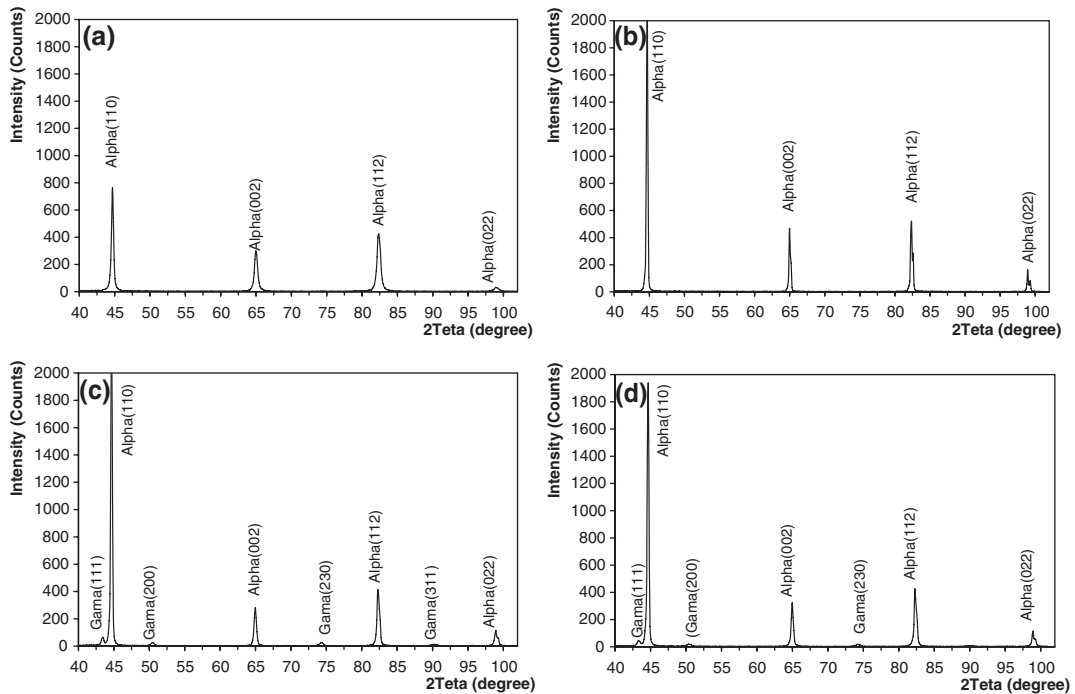 (a)
Intensity (Counts)
2000
1800
1600
1400
1200
1000
800
600
400
200
0
Alpha(110)
Alpha(002)
Alpha(112)
Alpha(022)
40 45 50 55 60 65 70 75 80 85 90 95 100
2Teta (degree)
(b)
Intensity (Counts)
2000
1800
1600
1400
1200
1000
800
600
400
200
0
Alpha(110)
Alpha(002)
Alpha(112)
Alpha(022)
40 45 50 55 60 65 70 75 80 85 90 95 100
2Teta (degree)
(c)
Intensity (Counts)
2000
1800
1600
1400
1200
1000
800
600
400
200
0
Gama(111)
Alpha(110)
Gama(200)
Alpha(002)
Gama(230)
Alpha(112)
Gama(311)
Alpha(022)
40 45 50 55 60 65 70 75 80 85 90 95 100
2Teta (degree)
(d)
Intensity (Counts)
2000
1800
1600
1400
1200
1000
800
600
400
200
0
Gama(111)
Alpha(110)
(Gama(200)
Alpha(002)
Gama(230)
Alpha(112)
Alpha(022)
40 45 50 55 60 65 70 75 80 85 90 95 100
2Teta (degree)